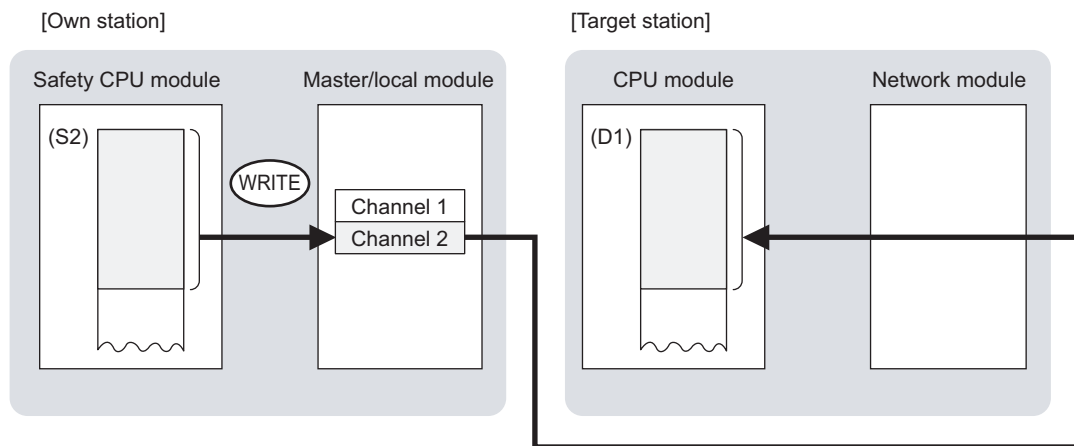 [Own station]
[Target station]
Safety CPU module
Master/local module
CPU module
Network module
(S2)
(D1)
WRITE
Channel 1
Channel 2